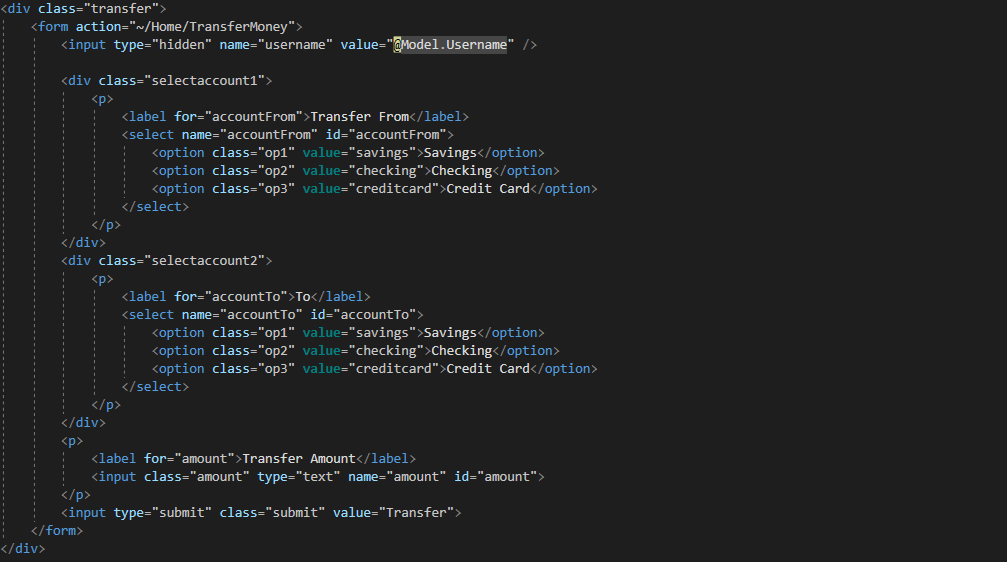 <div class="transfer">
<form action="~/Home/TransferMoney">
<input type="hidden" name="username" value="@Model.Username" />
<div class="selectaccount1">
<p>
<label for="accountFrom">Transfer From</label>
<select name="accountFrom" id="accountFrom">
<option class="op1" value="savings">Savings</option>
<option class="op2" value="checking">Checking</option>
<option class="op3" value="creditcard">Credit Card</option>
</select>
</p>
</div>
<div class="selectaccount2">
<p>
<label for="accountTo">To</label>
<select name="accountTo" id="accountTo">
<option class="op1" value="savings">Savings</option>
<option class="op2" value="checking">Checking</option>
<option class="op3" value="creditcard">Credit Card</option>
</select>
</p>
</div>
<p>
<label for="amount">Transfer Amount</label>
<input class="amount" type="text" name="amount" id="amount">
</p>
<input type="submit" class="submit" value="Transfer">
</form>
</div>